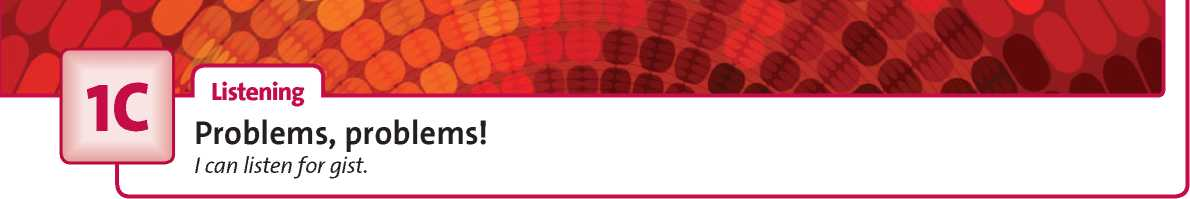 1C
Listening
Problems, problems!
I can listen for gist.